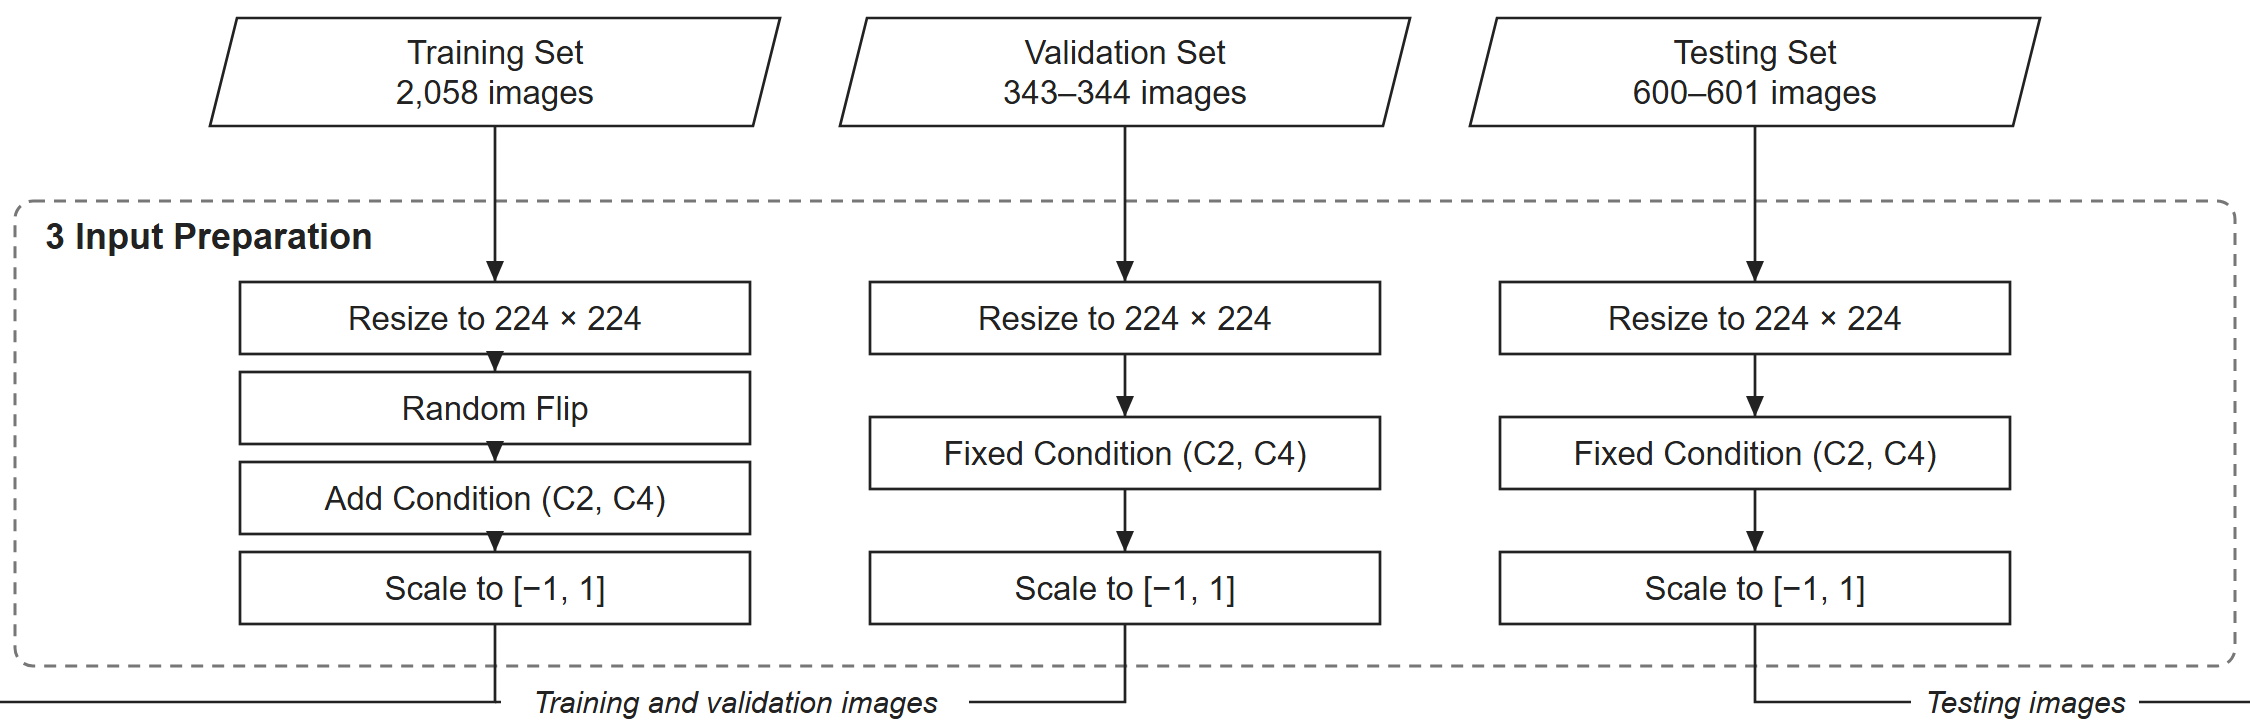 Training Set
2,058 images
Validation Set
343–344 images
Testing Set
600–601 images
3 Input Preparation
Resize to 224 × 224
Random Flip
Add Condition (C2, C4)
Scale to [−1, 1]
Resize to 224 × 224
Fixed Condition (C2, C4)
Scale to [−1, 1]
Resize to 224 × 224
Fixed Condition (C2, C4)
Scale to [−1, 1]
Training and validation images
Testing images